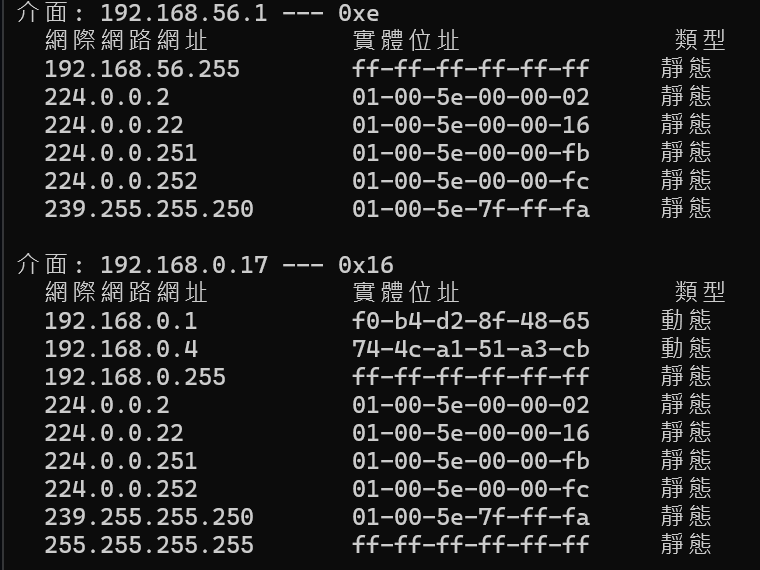 介面: 192.168.56.1 --- 0xe
網際網路網址 實體位址 類型
192.168.56.255 ff-ff-ff-ff-ff-ff 靜態
224.0.0.2 01-00-5e-00-00-02 靜態
224.0.0.22 01-00-5e-00-00-16 靜態
224.0.0.251 01-00-5e-00-00-fb 靜態
224.0.0.252 01-00-5e-00-00-fc 靜態
239.255.255.250 01-00-5e-7f-ff-fa 靜態
介面: 192.168.0.17 --- 0x16
網際網路網址 實體位址 類型
192.168.0.1 f0-b4-d2-8f-48-65 動態
192.168.0.4 74-4c-a1-51-a3-cb 動態
192.168.0.255 ff-ff-ff-ff-ff-ff 靜態
224.0.0.2 01-00-5e-00-00-02 靜態
224.0.0.22 01-00-5e-00-00-16 靜態
224.0.0.251 01-00-5e-00-00-fb 靜態
224.0.0.252 01-00-5e-00-00-fc 靜態
239.255.255.250 01-00-5e-7f-ff-fa 靜態
255.255.255.255 ff-ff-ff-ff-ff-ff 靜態